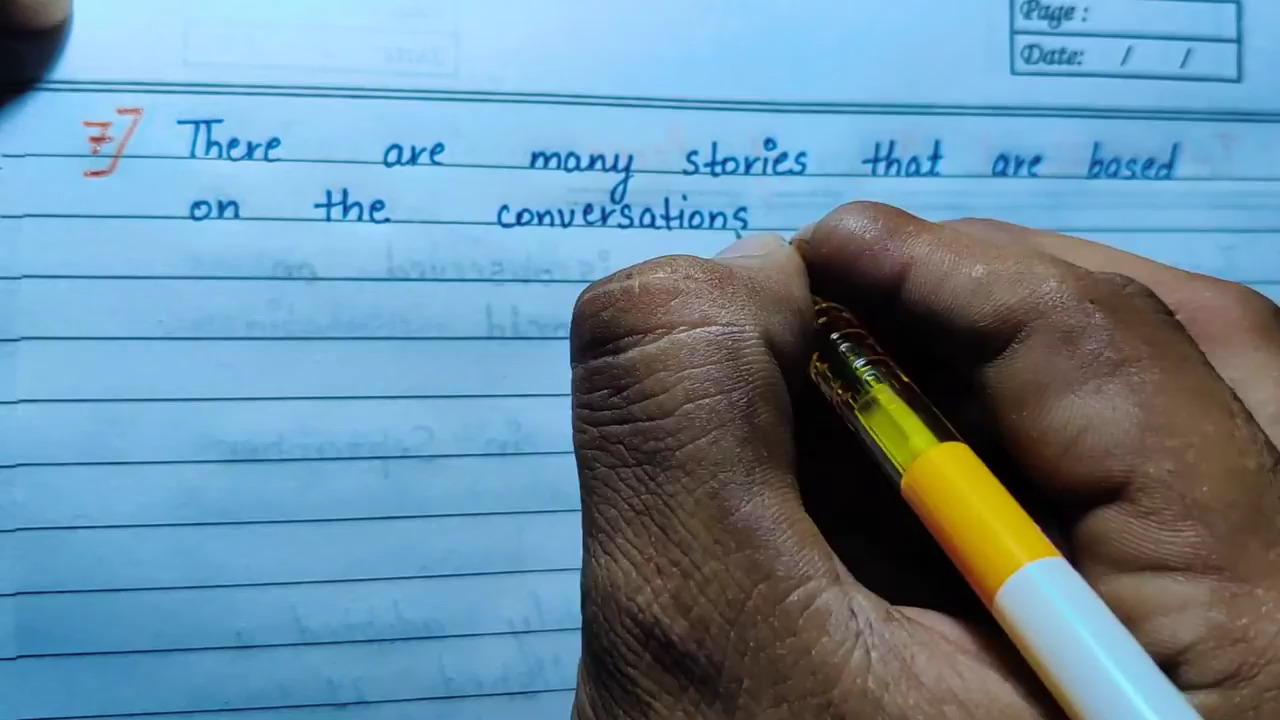 Page :
Date: / /
7] There are many stories that are based
on the conversations